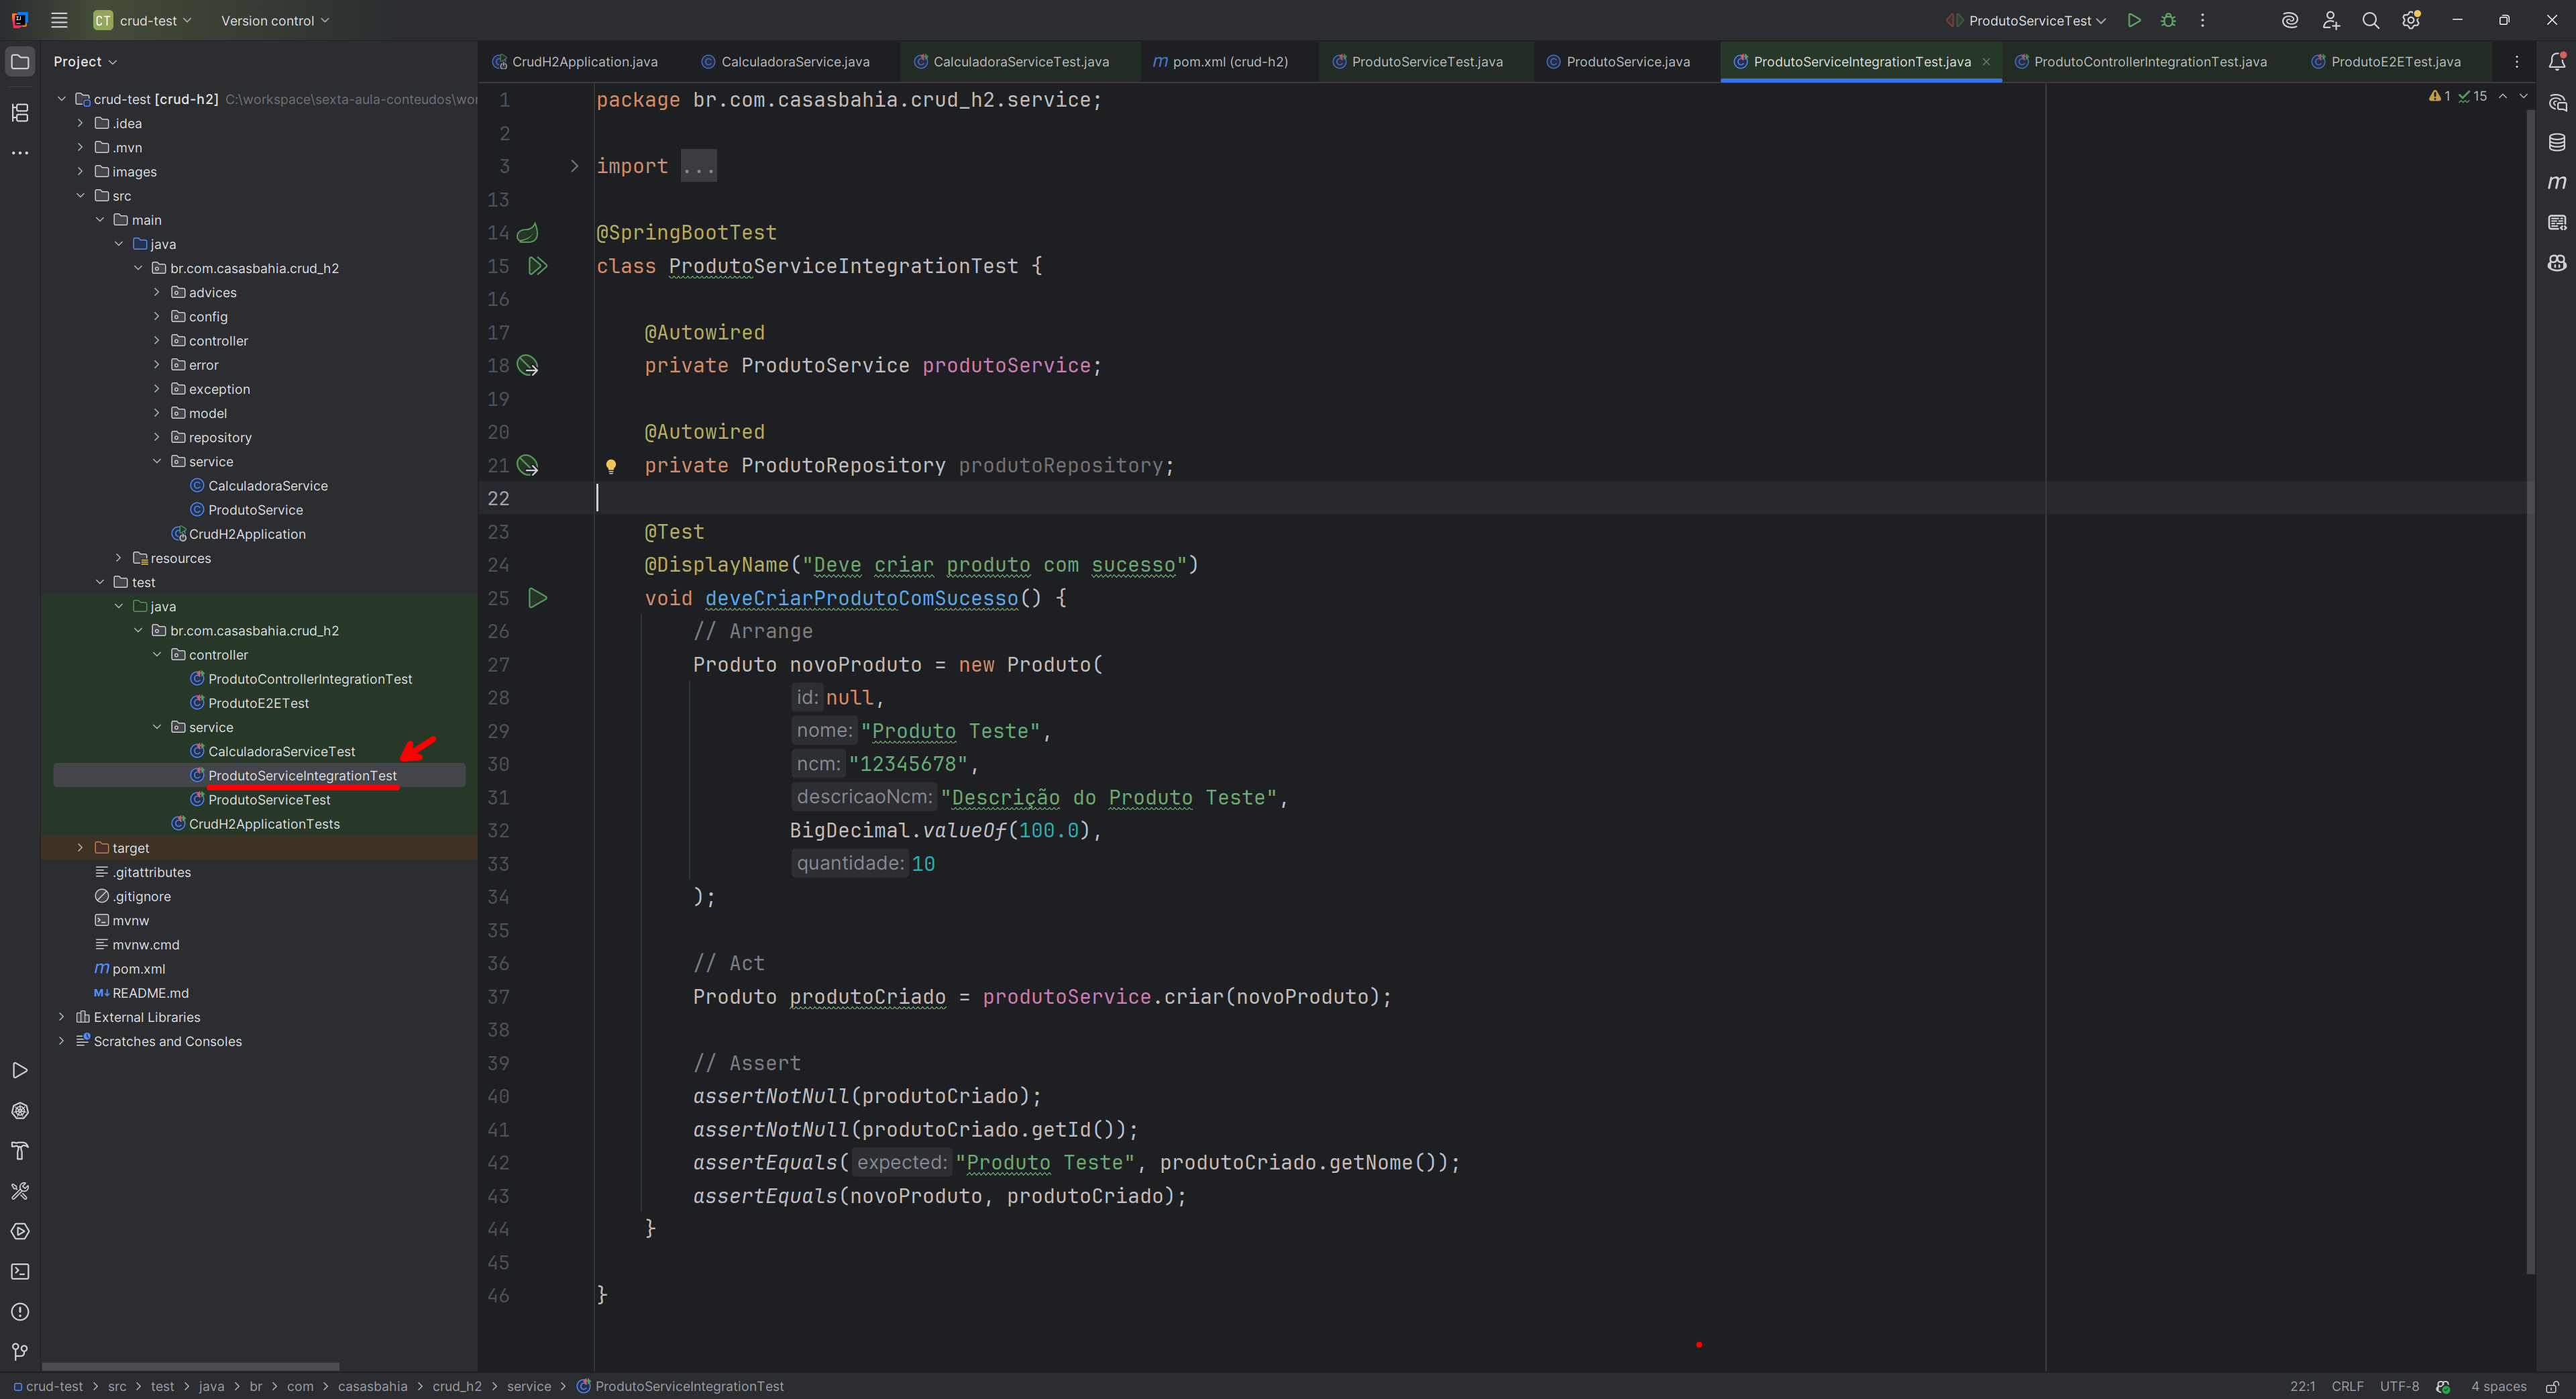 CT crud-test Version control ProdutoServiceTest
Project
CrudH2Application.java CalculadoraService.java CalculadoraServiceTest.java pom.xml (crud-h2) ProdutoServiceTest.java ProdutoService.java ProdutoServiceIntegrationTest.java ProdutoControllerIntegrationTest.java ProdutoE2ETest.java
crud-test [crud-h2] C:\workspace\sexta-aula-conteudos\wor
.idea
.mvn
images
src
main
java
br.com.casasbahia.crud_h2
advices
config
controller
error
exception
model
repository
service
CalculadoraService
ProdutoService
CrudH2Application
resources
test
java
br.com.casasbahia.crud_h2
controller
ProdutoControllerIntegrationTest
ProdutoE2ETest
service
CalculadoraServiceTest
ProdutoServiceIntegrationTest
ProdutoServiceTest
CrudH2ApplicationTests
target
.gitattributes
.gitignore
mvnw
mvnw.cmd
pom.xml
README.md
External Libraries
Scratches and Consoles
1 package br.com.casasbahia.crud_h2.service;
2
3 import ...
13
14 @SpringBootTest
15 class ProdutoServiceIntegrationTest {
16
17 @Autowired
18 private ProdutoService produtoService;
19
20 @Autowired
21 private ProdutoRepository produtoRepository;
22
23 @Test
24 @DisplayName("Deve criar produto com sucesso")
25 void deveCriarProdutoComSucesso() {
26 // Arrange
27 Produto novoProduto = new Produto(
28 id: null,
29 nome: "Produto Teste",
30 ncm: "12345678",
31 descricaoNcm: "Descrição do Produto Teste",
32 BigDecimal.valueOf(100.0),
33 quantidade: 10
34 );
35
36 // Act
37 Produto produtoCriado = produtoService.criar(novoProduto);
38
39 // Assert
40 assertNotNull(produtoCriado);
41 assertNotNull(produtoCriado.getId());
42 assertEquals( expected: "Produto Teste", produtoCriado.getNome());
43 assertEquals(novoProduto, produtoCriado);
44 }
45
46 }
1 15
crud-test > src > test > java > br > com > casasbahia > crud_h2 > service > ProdutoServiceIntegrationTest
22:1 CRLF UTF-8 4 spaces